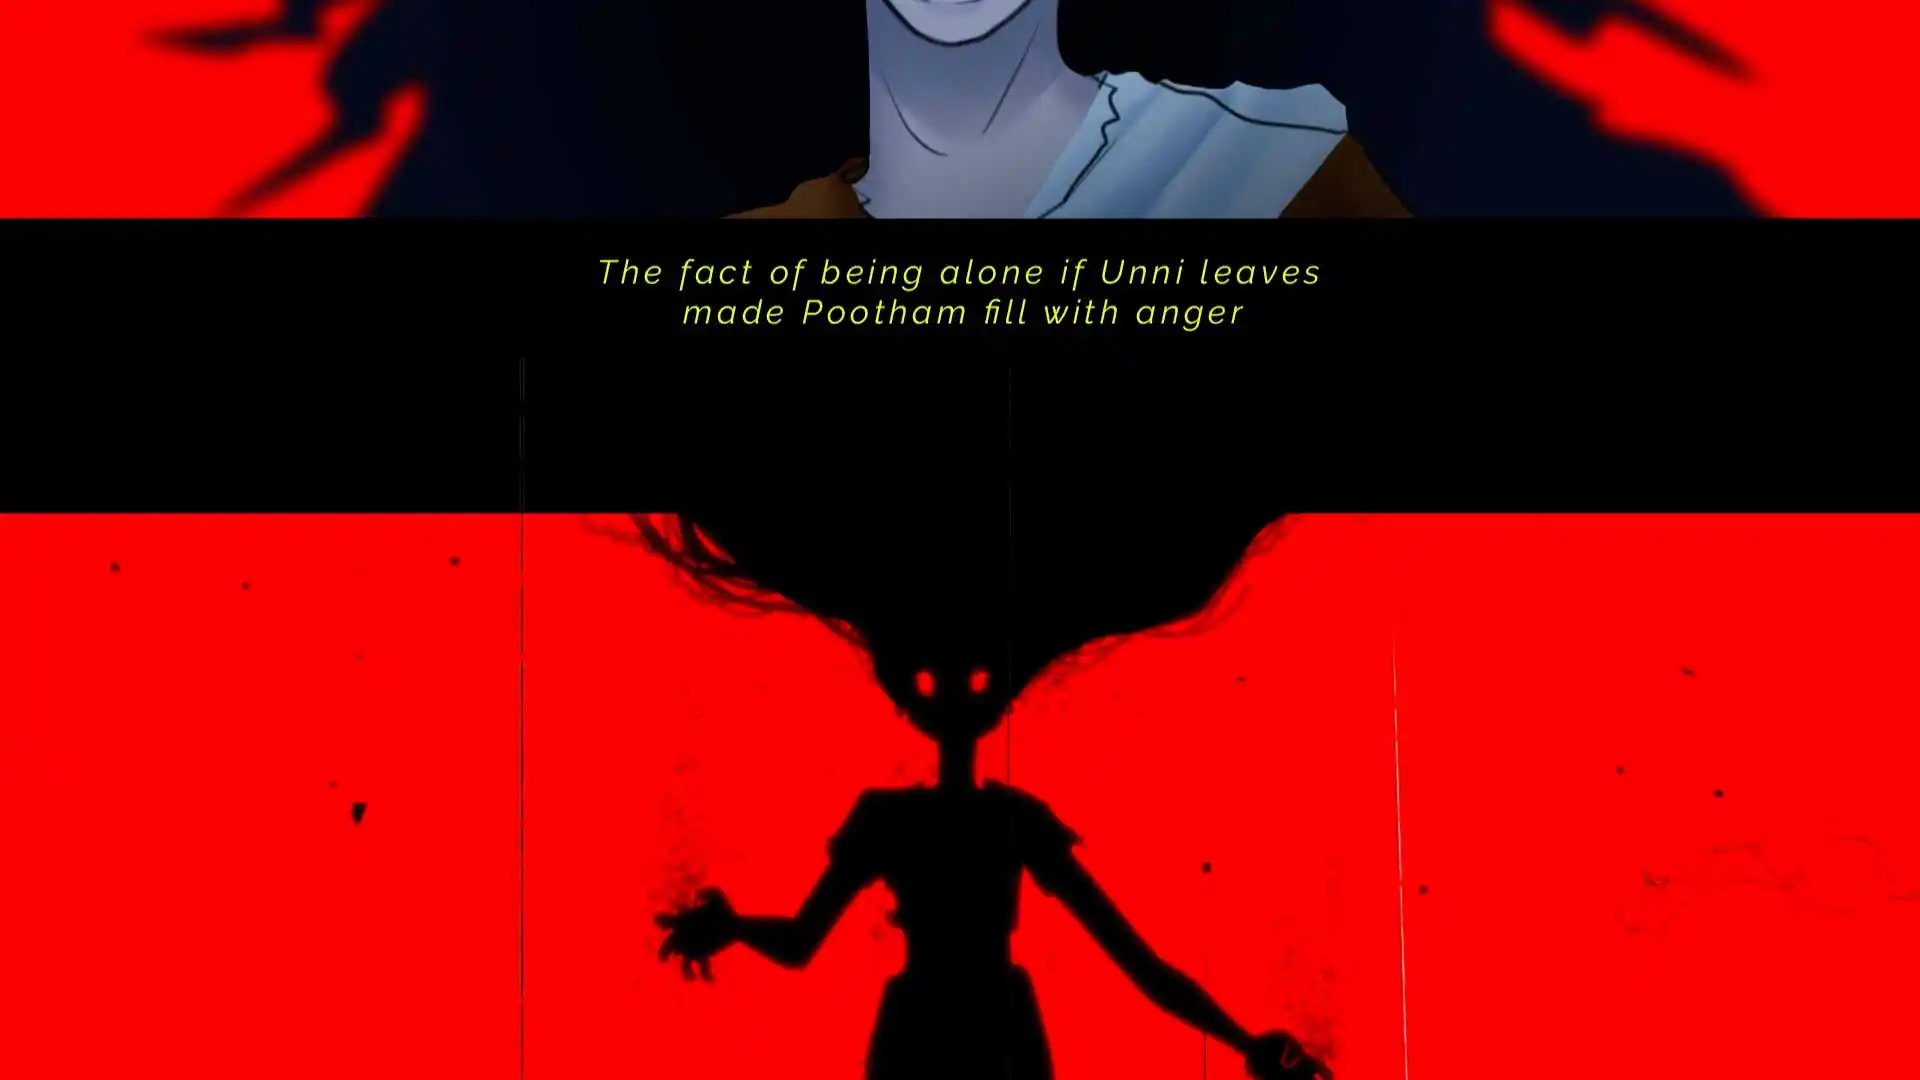 The fact of being alone if Unni leaves
made Pootham fill with anger